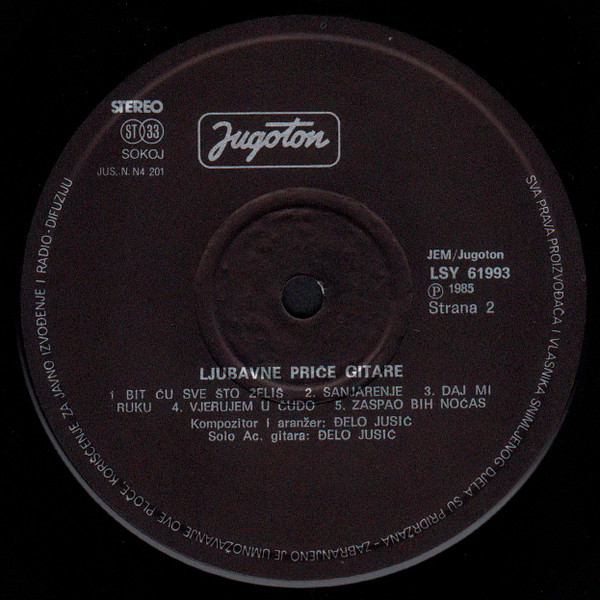 STEREO
ST 33
SOKOJ
JUS. N. N4 201
Jugoton
JEM/Jugoton
LSY 61993
Ⓟ 1985
Strana 2
LJUBAVNE PRIČE GITARE
1 BIT ĆU SVE ŠTO ŽELIŠ 2. SANJARENJE 3. DAJ MI
RUKU 4. VJERUJEM U ČUDO 5. ZASPAO BIH NOĆAS
Kompozitor i aranžer: ĐELO JUSIĆ
Solo Ac. gitara: ĐELO JUSIĆ
SVA PRAVA PROIZVOĐAČA I VLASNIKA SNIMLJENOG DJELA SU PRIDRŽANA - ZABRANJENO JE UMNOŽAVANJE OVE PLOČE, KORIŠĆENJE ZA JAVNO IZVOĐENJE I RADIO-DIFUZIJU